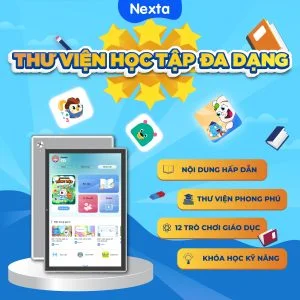 Nexta
THƯ VIỆN HỌC TẬP ĐA DẠNG
NỘI DUNG HẤP DẪN
THƯ VIỆN PHONG PHÚ
12 TRÒ CHƠI GIÁO DỤC
KHÓA HỌC KỸ NĂNG